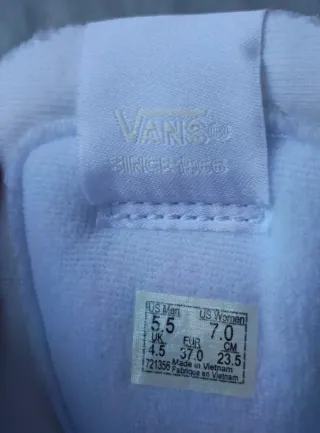 VANS®
SINCE 1966
US Men US Women
5.5 7.0
UK EUR CM
4.5 37.0 23.5
721356 Made in Vietnam
Fabriqué en Vietnam